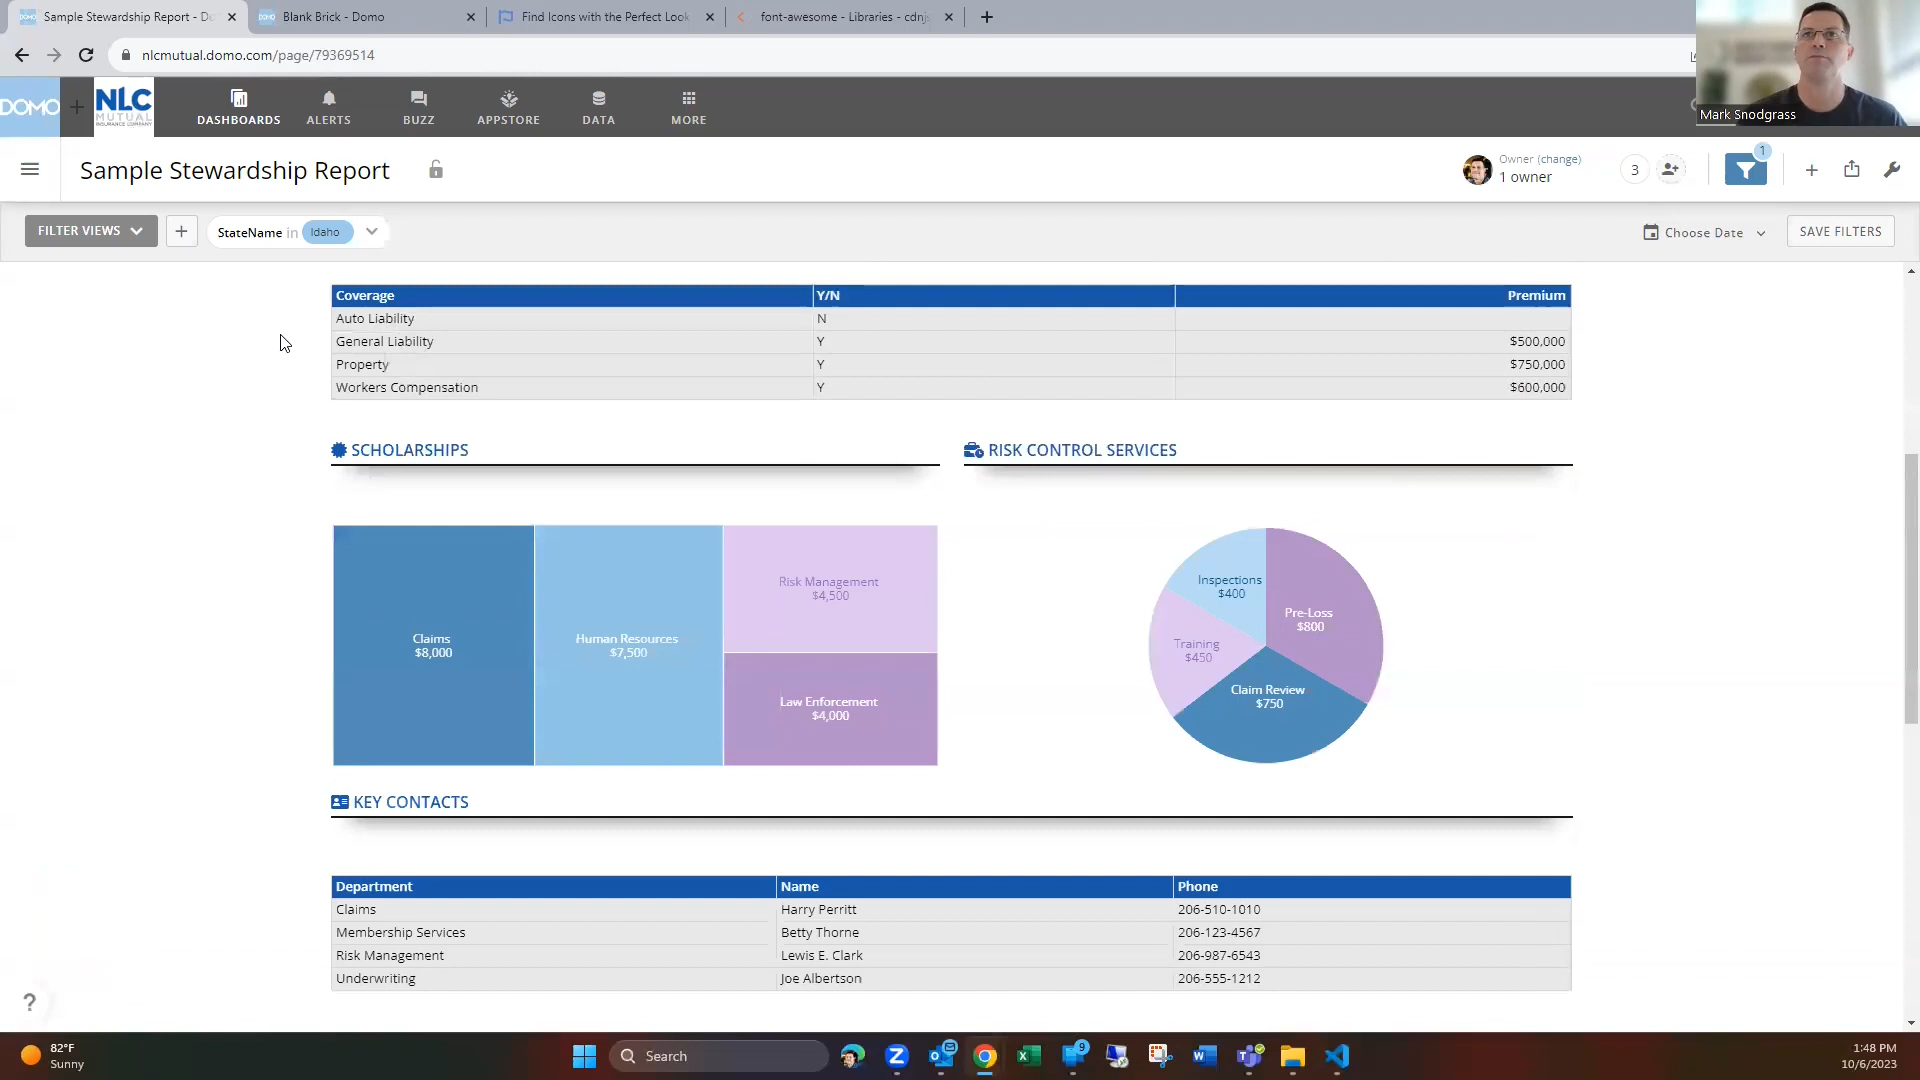 Sample Stewardship Report - Do
Blank Brick - Domo
Find Icons with the Perfect Look
font-awesome - Libraries - cdnjs
nlcmutual.domo.com/page/79369514
Mark Snodgrass
DOMO
NLC
MUTUAL
INSURANCE COMPANY
DASHBOARDS
ALERTS
BUZZ
APPSTORE
DATA
MORE
Sample Stewardship Report
Owner (change)
1 owner
3
1
FILTER VIEWS
StateName in Idaho
Choose Date
SAVE FILTERS
Coverage Y/N Premium
Auto Liability N
General Liability Y $500,000
Property Y $750,000
Workers Compensation Y $600,000
SCHOLARSHIPS
RISK CONTROL SERVICES
Claims
$8,000
Human Resources
$7,500
Risk Management
$4,500
Law Enforcement
$4,000
Inspections
$400
Pre-Loss
$800
Training
$450
Claim Review
$750
KEY CONTACTS
Department Name Phone
Claims Harry Perritt 206-510-1010
Membership Services Betty Thorne 206-123-4567
Risk Management Lewis E. Clark 206-987-6543
Underwriting Joe Albertson 206-555-1212
?
82°F
Sunny
Search
9
1:48 PM
10/6/2023